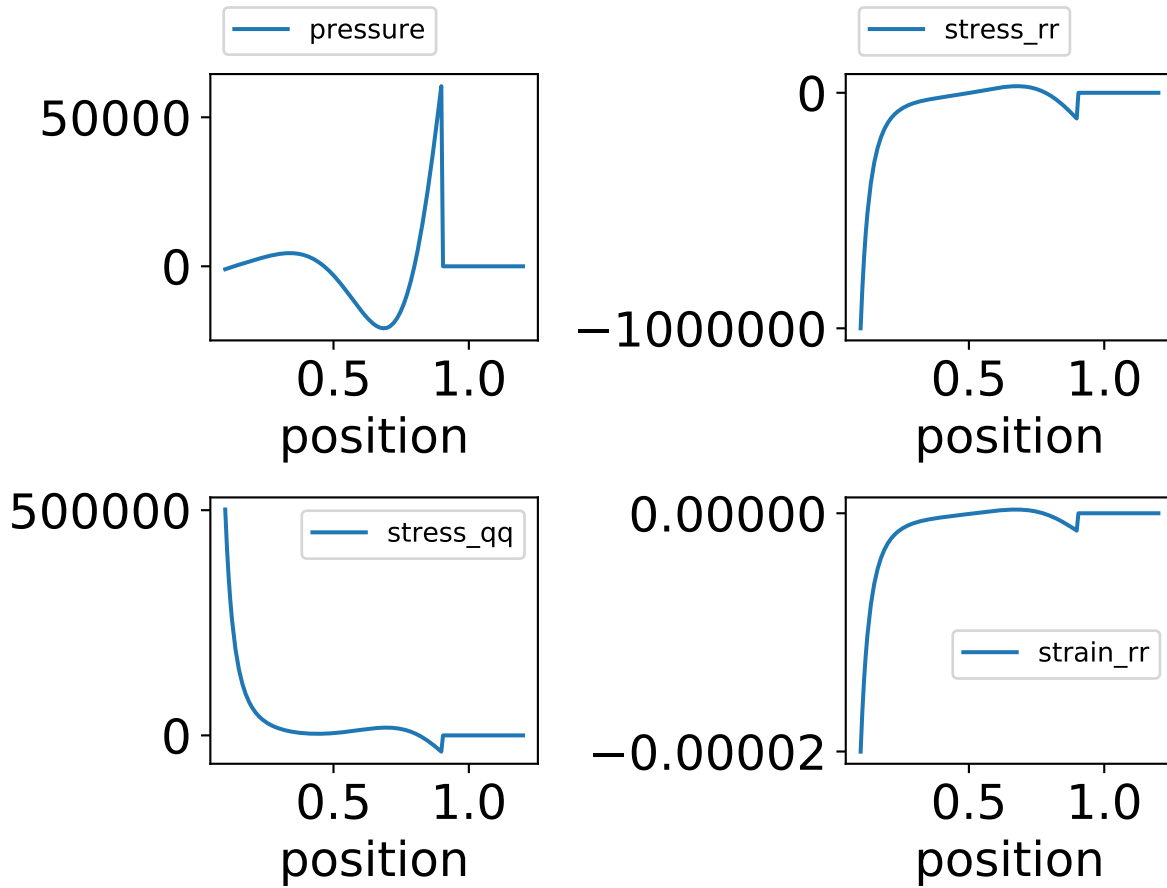 pressure
50000
0
0.5 1.0
position
stress_rr
0
−1000000
0.5 1.0
position
500000
stress_qq
0
0.5 1.0
position
0.00000
strain_rr
−0.00002
0.5 1.0
position